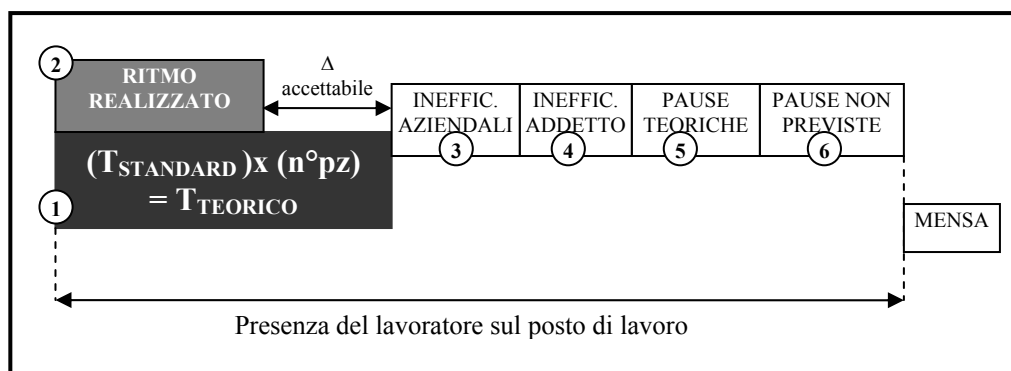 2
RITMO
REALIZZATO
Δ
accettabile
INEFFIC.
AZIENDALI
3
INEFFIC.
ADDETTO
4
PAUSE
TEORICHE
5
PAUSE NON
PREVISTE
6
1
(TSTANDARD )x (n°pz)
= TTEORICO
MENSA
Presenza del lavoratore sul posto di lavoro